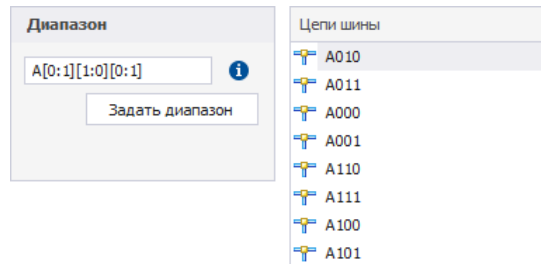 Диапазон
A[0:1][1:0][0:1]
Задать диапазон
Цепи шины
A010
A011
A000
A001
A110
A111
A100
A101